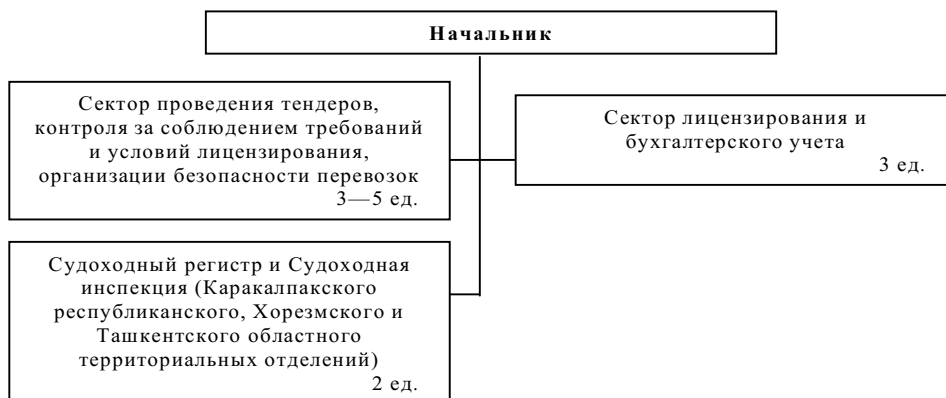 Начальник
Сектор проведения тендеров,
контроля за соблюдением требований
и условий лицензирования,
организации безопасности перевозок
3—5 ед.
Сектор лицензирования и
бухгалтерского учета
3 ед.
Судоходный регистр и Судоходная
инспекция (Каракалпакского
республиканского, Хорезмского и
Ташкентского областного
территориальных отделений)
2 ед.